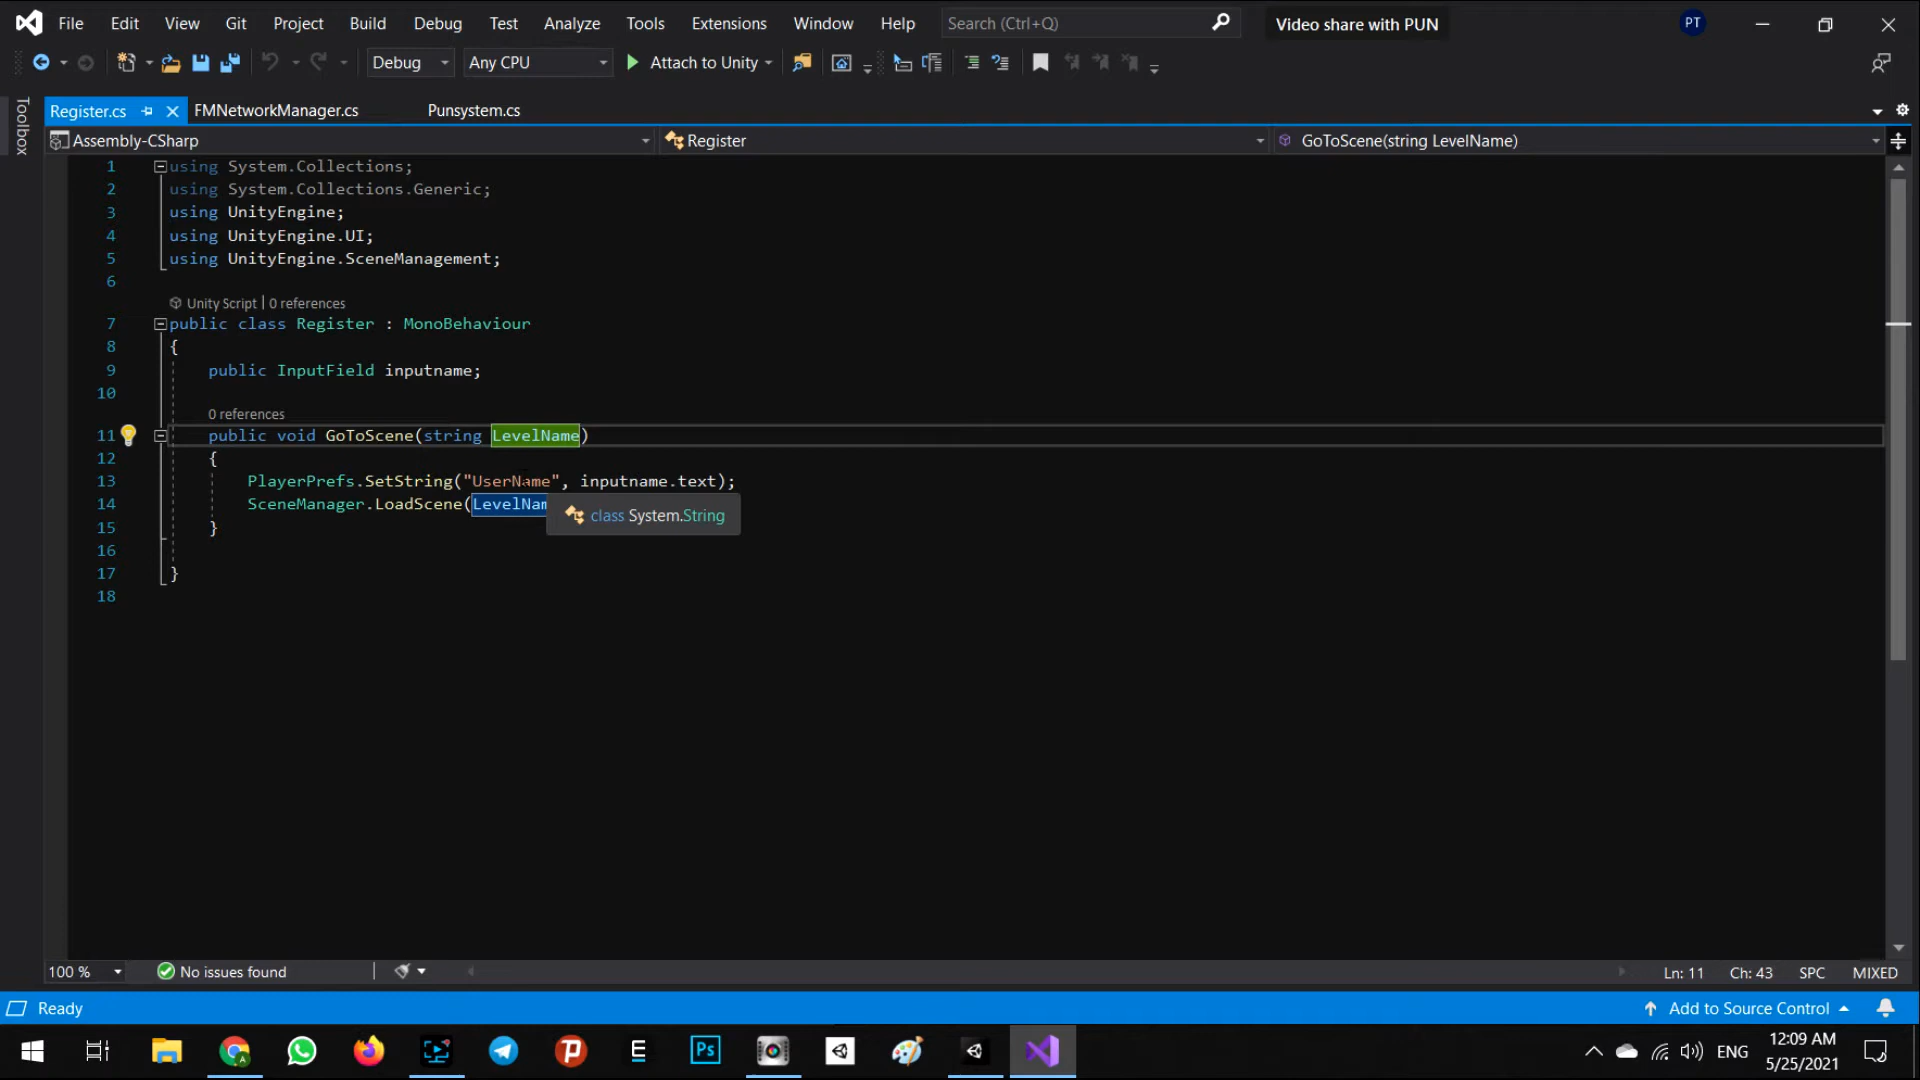 File Edit View Git Project Build Debug Test Analyze Tools Extensions Window Help Search (Ctrl+Q) Video share with PUN PT
Debug Any CPU Attach to Unity
Toolbox
Register.cs FMNetworkManager.cs Punsystem.cs
Assembly-CSharp Register GoToScene(string LevelName)
1 using System.Collections;
2 using System.Collections.Generic;
3 using UnityEngine;
4 using UnityEngine.UI;
5 using UnityEngine.SceneManagement;
6
Unity Script | 0 references
7 public class Register : MonoBehaviour
8 {
9 public InputField inputname;
10
0 references
11 public void GoToScene(string LevelName)
12 {
13 PlayerPrefs.SetString("UserName", inputname.text);
14 SceneManager.LoadScene(LevelNam
class System.String
15 }
16
17 }
18
100 % No issues found Ln: 11 Ch: 43 SPC MIXED
Ready Add to Source Control
Ps ENG 12:09 AM
5/25/2021